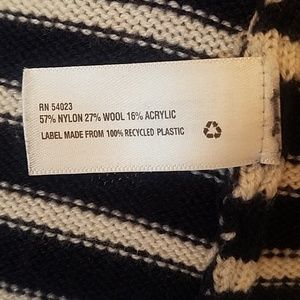 RN 54023
57% NYLON 27% WOOL 16% ACRYLIC
LABEL MADE FROM 100% RECYCLED PLASTIC